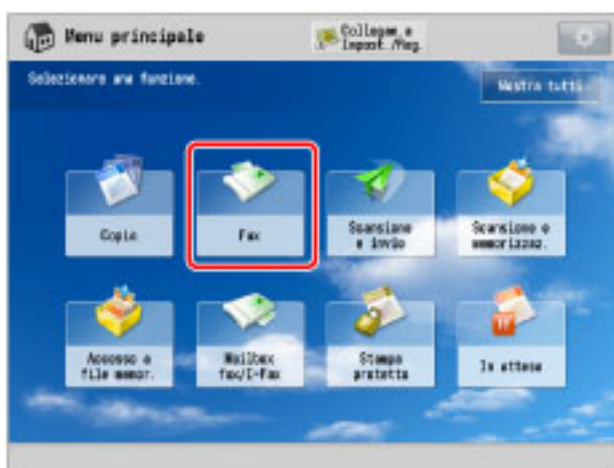 Menu principale
Collegam. a
Impost./Reg.
Selezionare una funzione.
Mostra tutti
Copia
Fax
Scansione
e invio
Scansione e
memorizzaz.
Accesso a
file memor.
Mailbox
fax/I-Fax
Stampa
protetta
In attesa